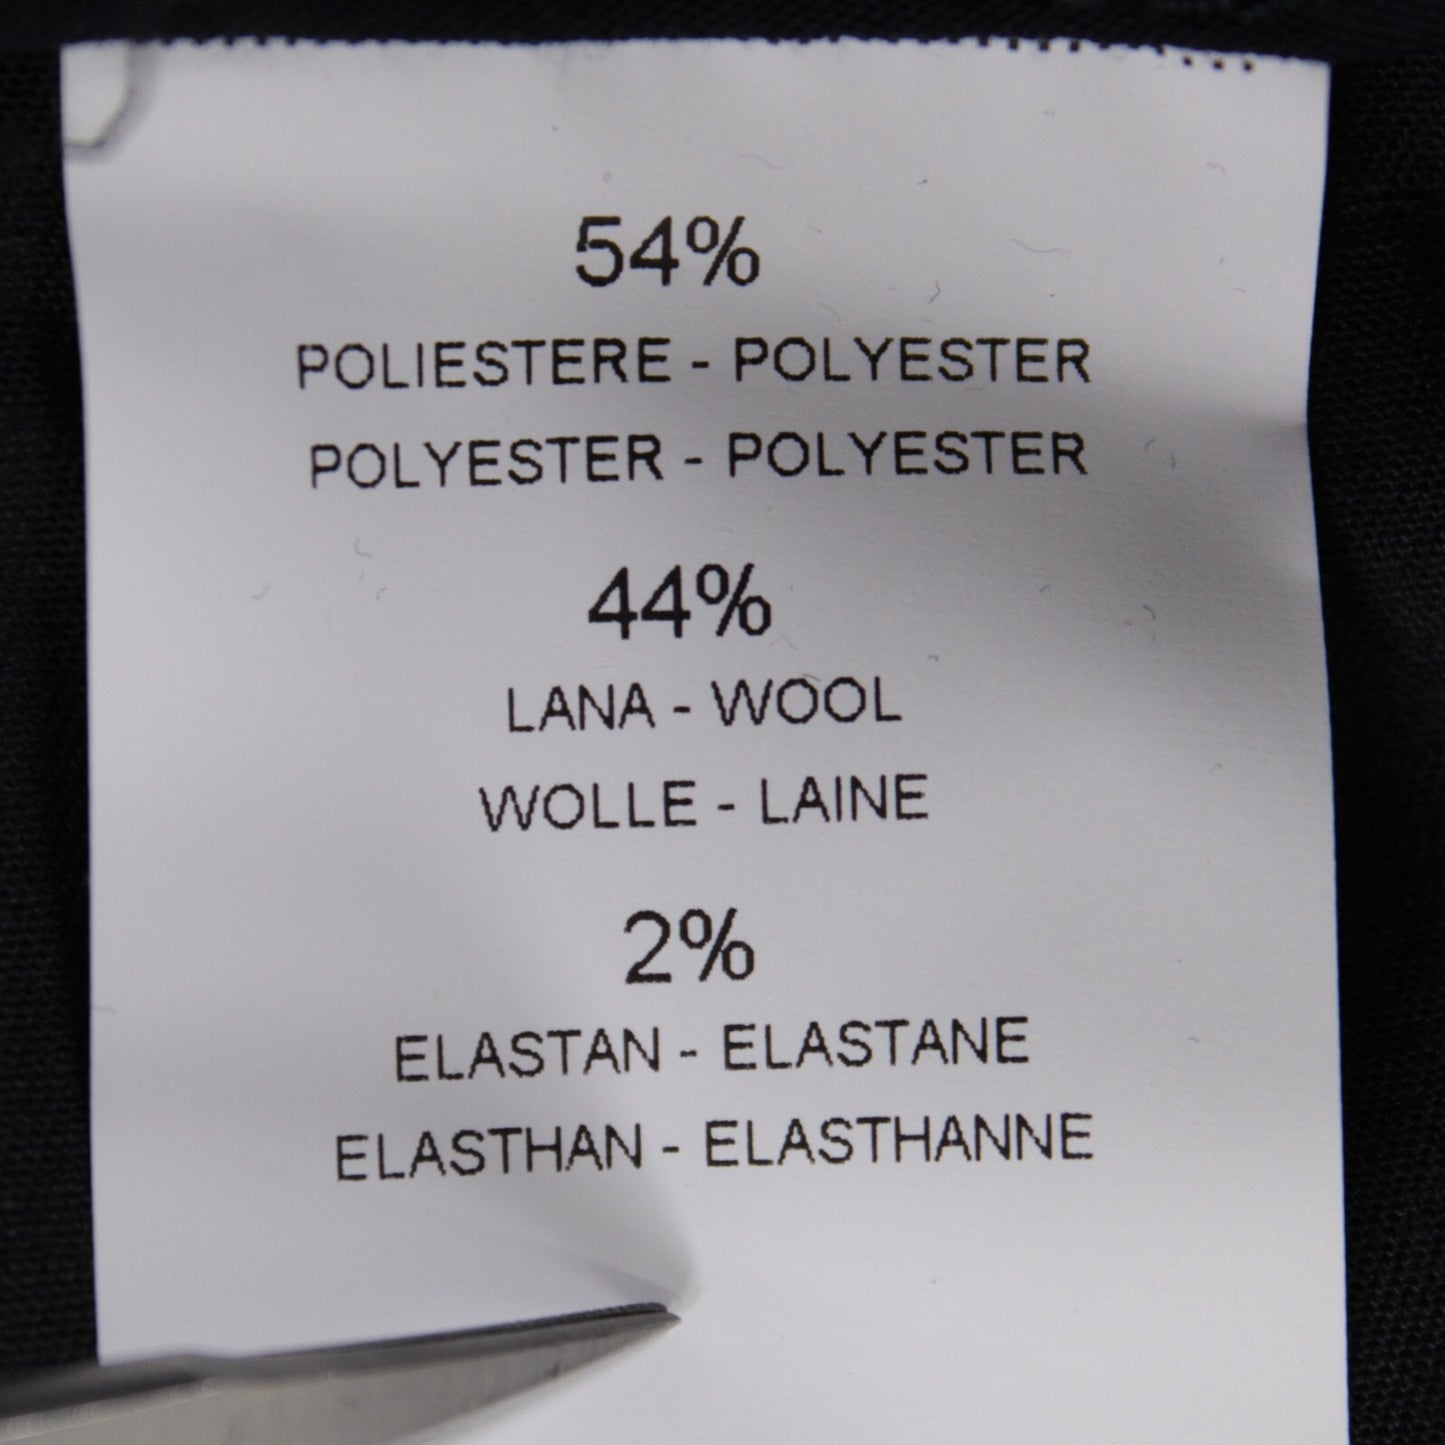 54%
POLIESTERE - POLYESTER
POLYESTER - POLYESTER
44%
LANA - WOOL
WOLLE - LAINE
2%
ELASTAN - ELASTANE
ELASTHAN - ELASTHANNE